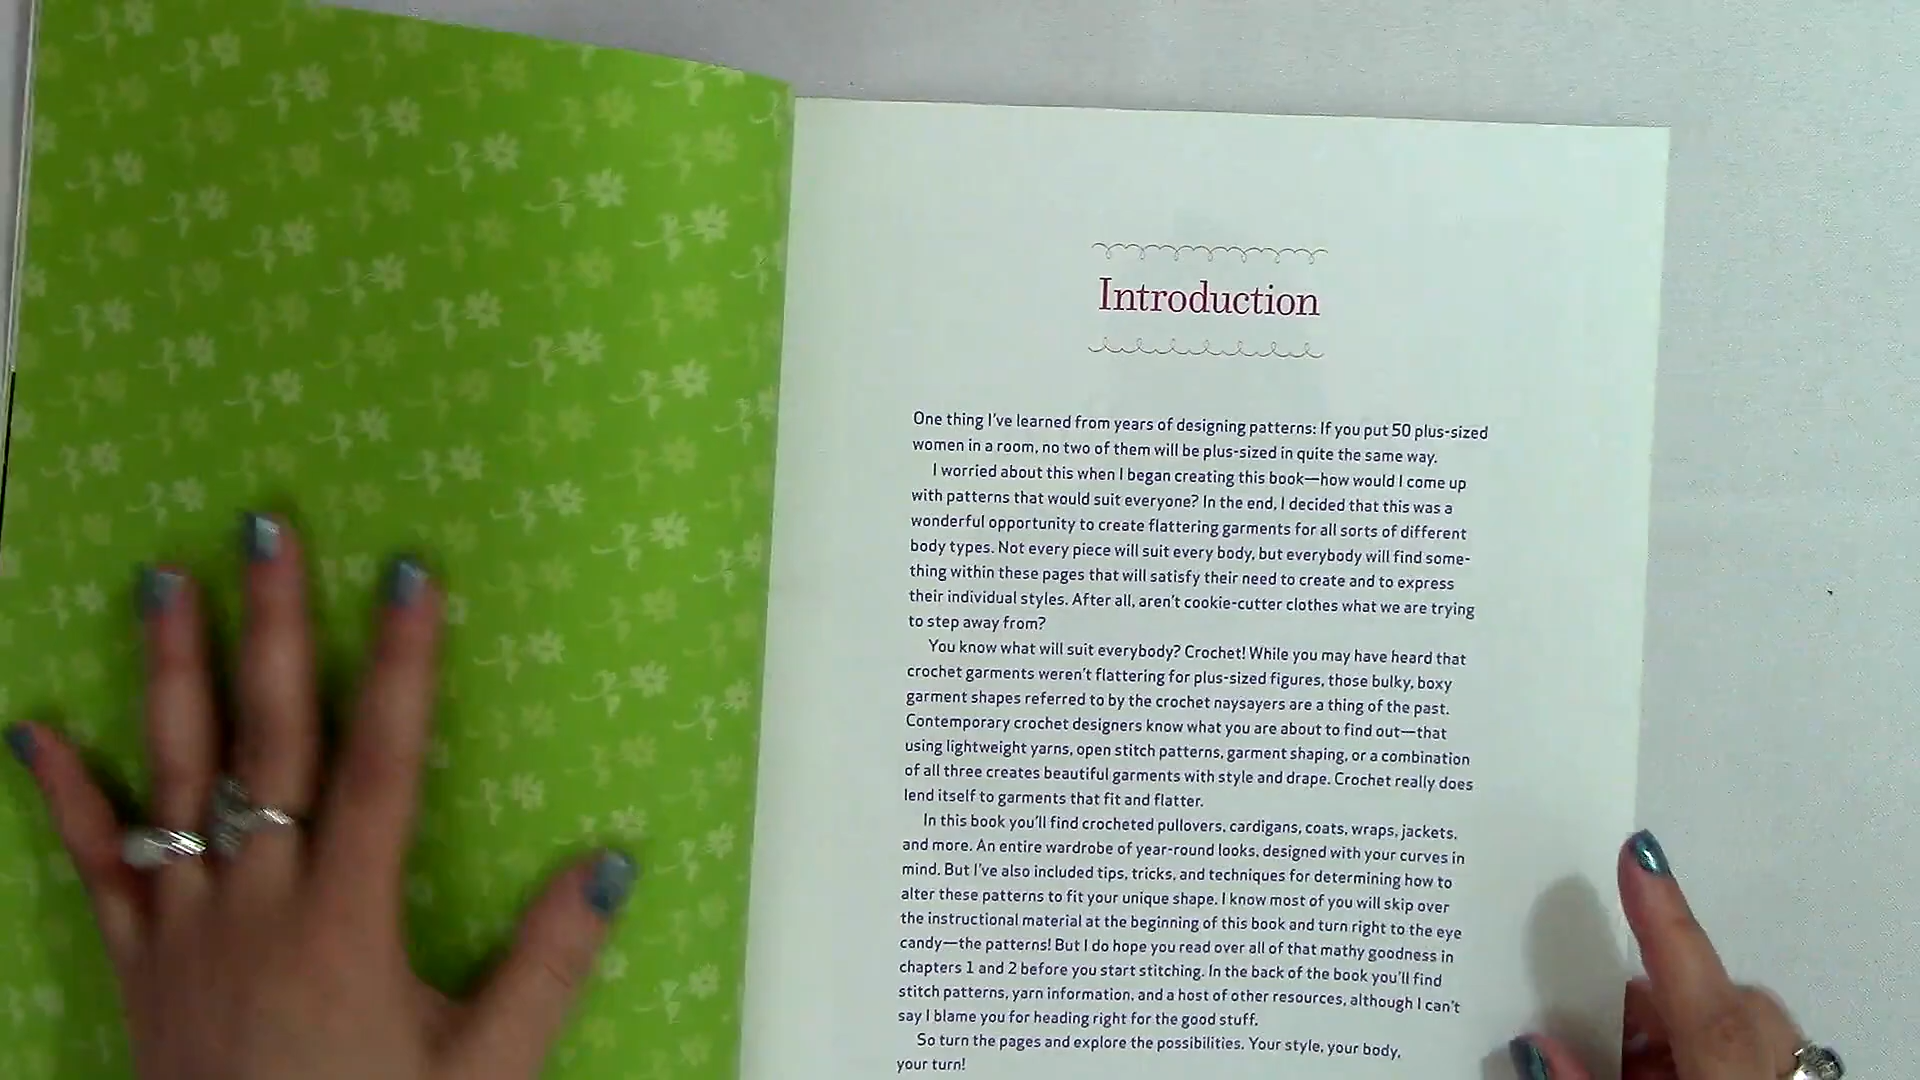 Introduction
One thing I've learned from years of designing patterns: If you put 50 plus-sized
women in a room, no two of them will be plus-sized in quite the same way.
I worried about this when I began creating this book—how would I come up
with patterns that would suit everyone? In the end, I decided that this was a
wonderful opportunity to create flattering garments for all sorts of different
body types. Not every piece will suit every body, but everybody will find some-
thing within these pages that will satisfy their need to create and to express
their individual styles. After all, aren't cookie-cutter clothes what we are trying
to step away from?
You know what will suit everybody? Crochet! While you may have heard that
crochet garments weren't flattering for plus-sized figures, those bulky, boxy
garment shapes referred to by the crochet naysayers are a thing of the past.
Contemporary crochet designers know what you are about to find out—that
using lightweight yarns, open stitch patterns, garment shaping, or a combination
of all three creates beautiful garments with style and drape. Crochet really does
lend itself to garments that fit and flatter.
In this book you'll find crocheted pullovers, cardigans, coats, wraps, jackets,
and more. An entire wardrobe of year-round looks, designed with your curves in
mind. But I've also included tips, tricks, and techniques for determining how to
alter these patterns to fit your unique shape. I know most of you will skip over
the instructional material at the beginning of this book and turn right to the eye
candy—the patterns! But I do hope you read over all of that mathy goodness in
chapters 1 and 2 before you start stitching. In the back of the book you'll find
stitch patterns, yarn information, and a host of other resources, although I can't
say I blame you for heading right for the good stuff.
So turn the pages and explore the possibilities. Your style, your body,
your turn!